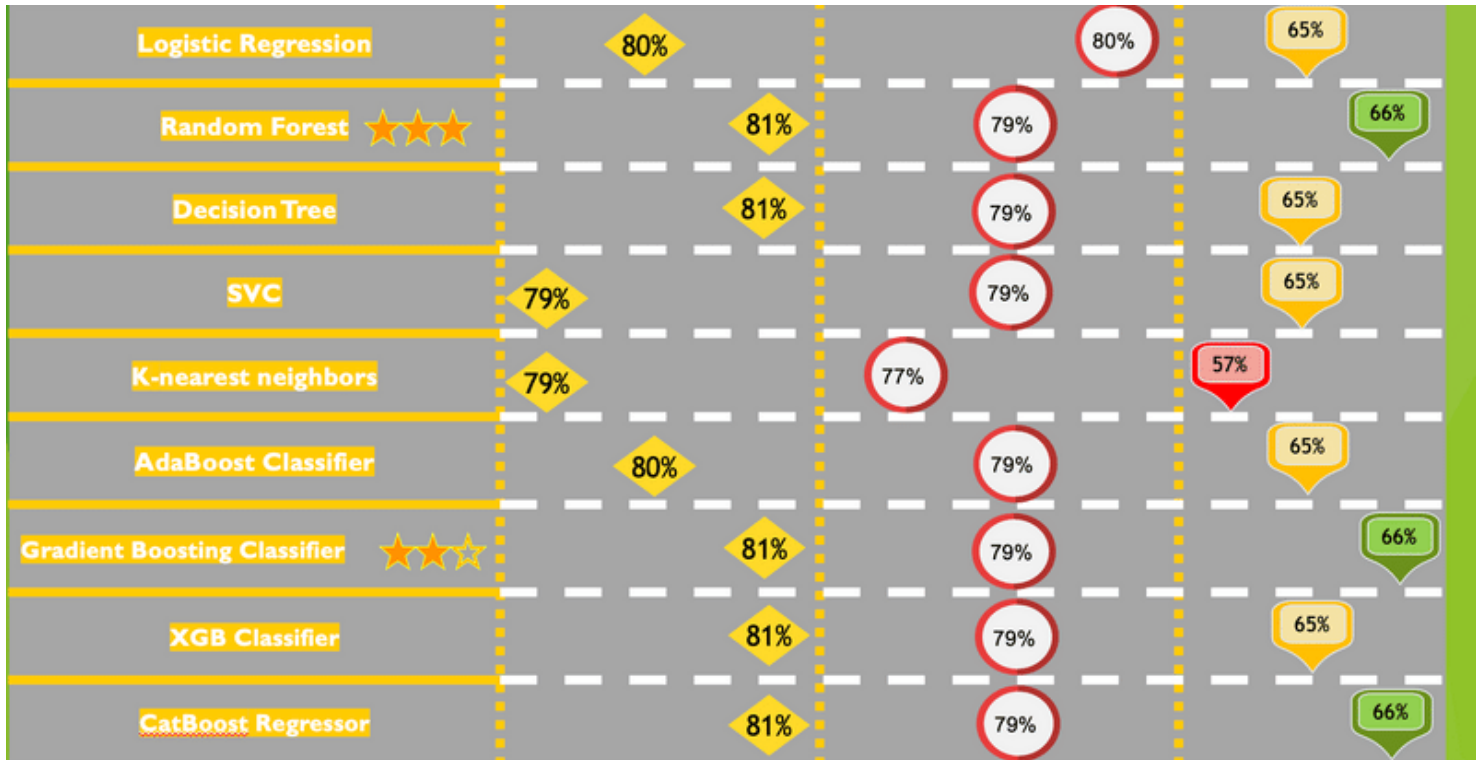 Logistic Regression 80% 80% 65%
Random Forest 81% 79% 66%
Decision Tree 81% 79% 65%
SVC 79% 79% 65%
K-nearest neighbors 79% 77% 57%
AdaBoost Classifier 80% 79% 65%
Gradient Boosting Classifier 81% 79% 66%
XGB Classifier 81% 79% 65%
CatBoost Regressor 81% 79% 66%